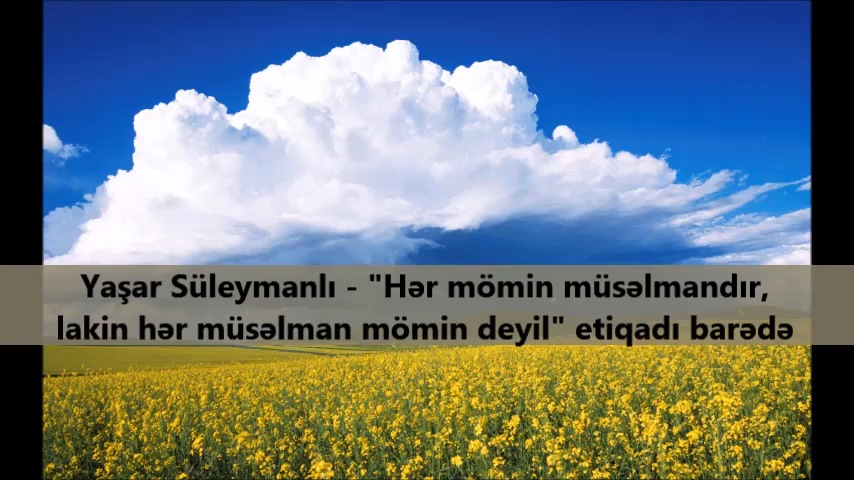 Yaşar Süleymanlı - "Hər mömin müsəlmandır,
lakin hər müsəlman mömin deyil" etiqadı barədə